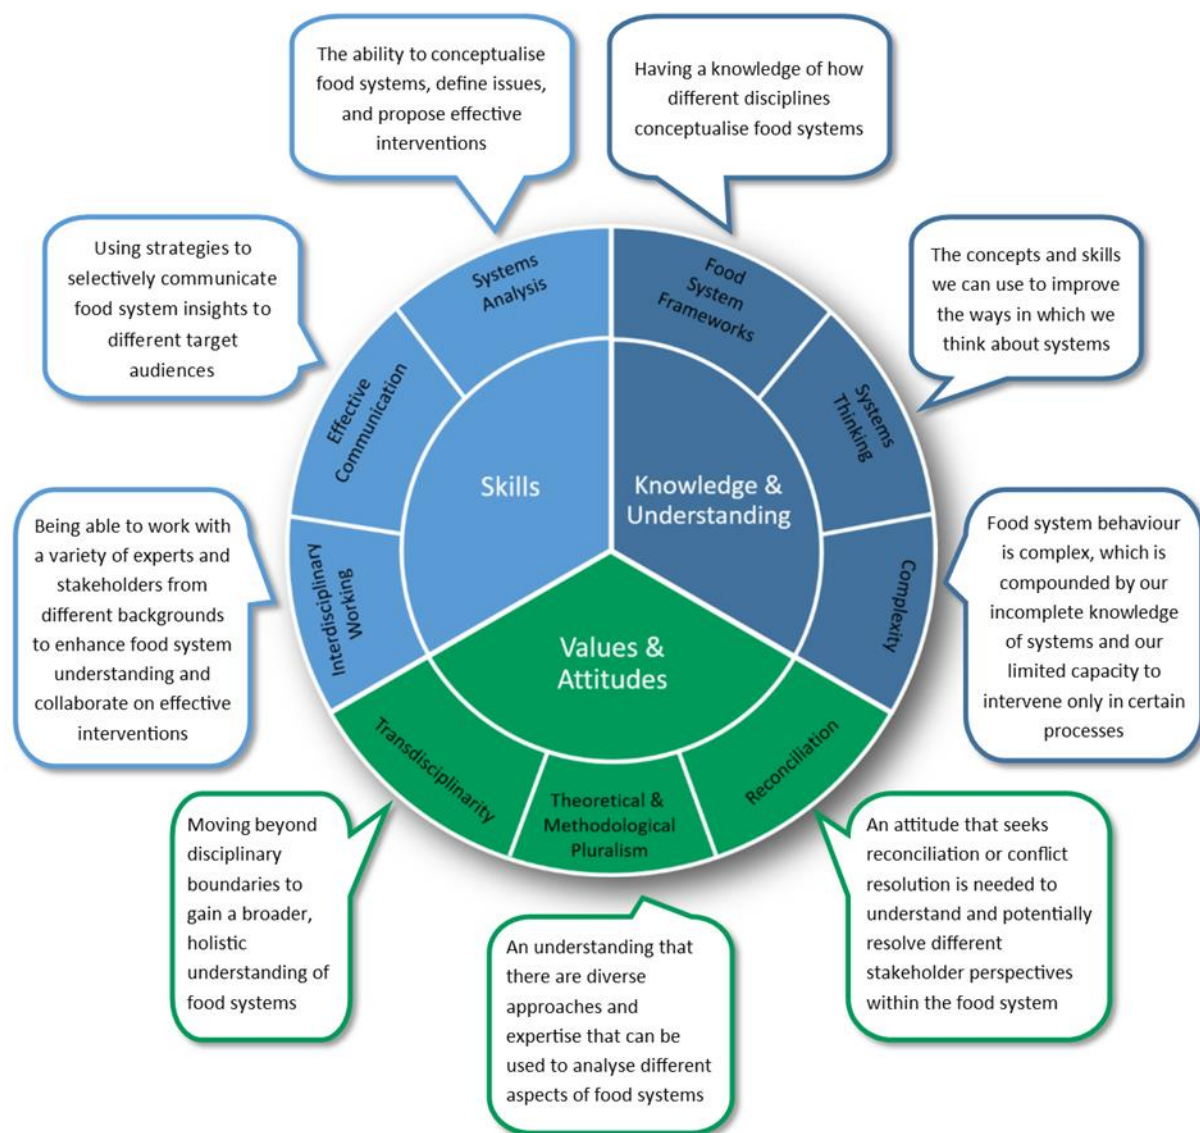 The ability to conceptualise
food systems, define issues,
and propose effective
interventions
Having a knowledge of how
different disciplines
conceptualise food systems
Using strategies to
selectively communicate
food system insights to
different target
audiences
The concepts and skills
we can use to improve
the ways in which we
think about systems
Systems
Analysis
Food
System
Frameworks
Effective
Communication
Systems
Thinking
Skills
Knowledge &
Understanding
Being able to work with
a variety of experts and
stakeholders from
different backgrounds
to enhance food system
understanding and
collaborate on effective
interventions
Interdisciplinary
Working
Complexity
Food system behaviour
is complex, which is
compounded by our
incomplete knowledge
of systems and our
limited capacity to
intervene only in certain
processes
Values &
Attitudes
Transdisciplinarity
Theoretical &
Methodological
Pluralism
Reconciliation
Moving beyond
disciplinary
boundaries to
gain a broader,
holistic
understanding of
food systems
An understanding that
there are diverse
approaches and
expertise that can be
used to analyse different
aspects of food systems
An attitude that seeks
reconciliation or conflict
resolution is needed to
understand and potentially
resolve different
stakeholder perspectives
within the food system